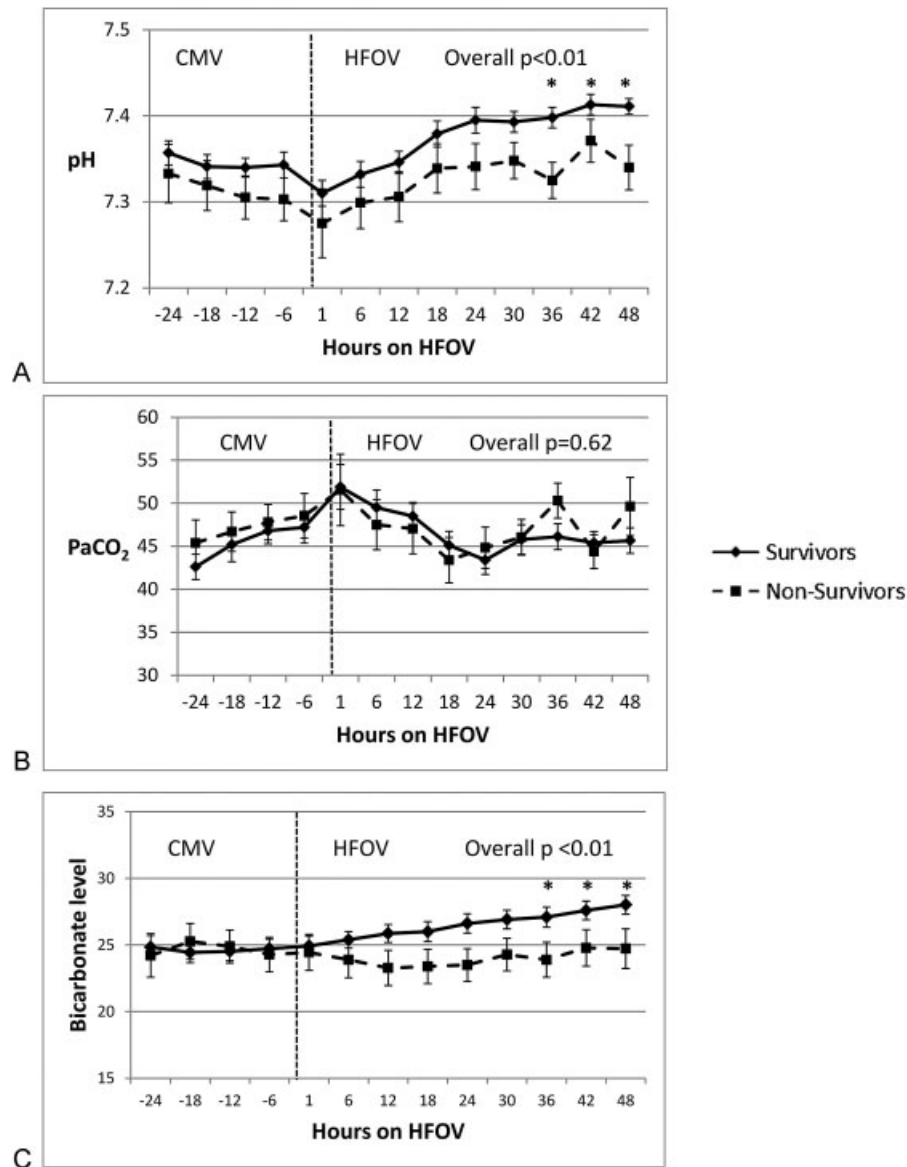 7.5
CMV HFOV Overall p<0.01
* * *
7.4
pH
7.3
7.2
-24 -18 -12 -6 1 6 12 18 24 30 36 42 48
Hours on HFOV
A
60
CMV HFOV Overall p=0.62
55
50
PaCO2
45
40
35
30
-24 -18 -12 -6 1 6 12 18 24 30 36 42 48
Hours on HFOV
B
Survivors
Non-Survivors
35
CMV HFOV Overall p <0.01
30
* * *
Bicarbonate level
25
20
15
-24 -18 -12 -6 1 6 12 18 24 30 36 42 48
Hours on HFOV
C